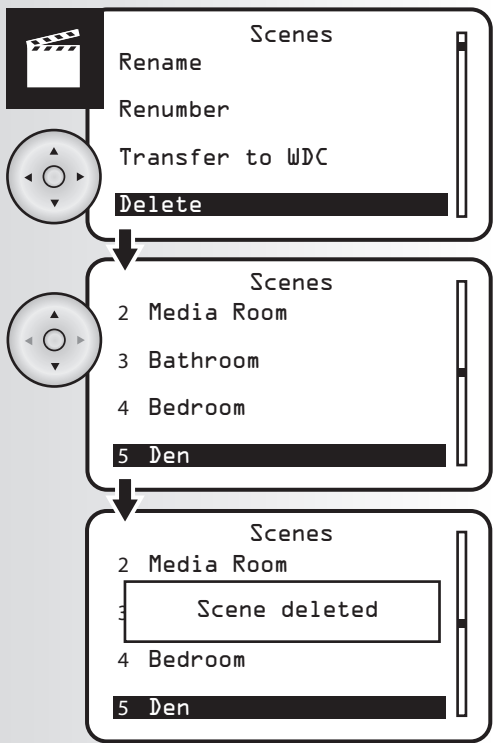 Scenes
Rename
Renumber
Transfer to WDC
Delete
Scenes
2 Media Room
3 Bathroom
4 Bedroom
5 Den
Scenes
2 Media Room
3
Scene deleted
4 Bedroom
5 Den